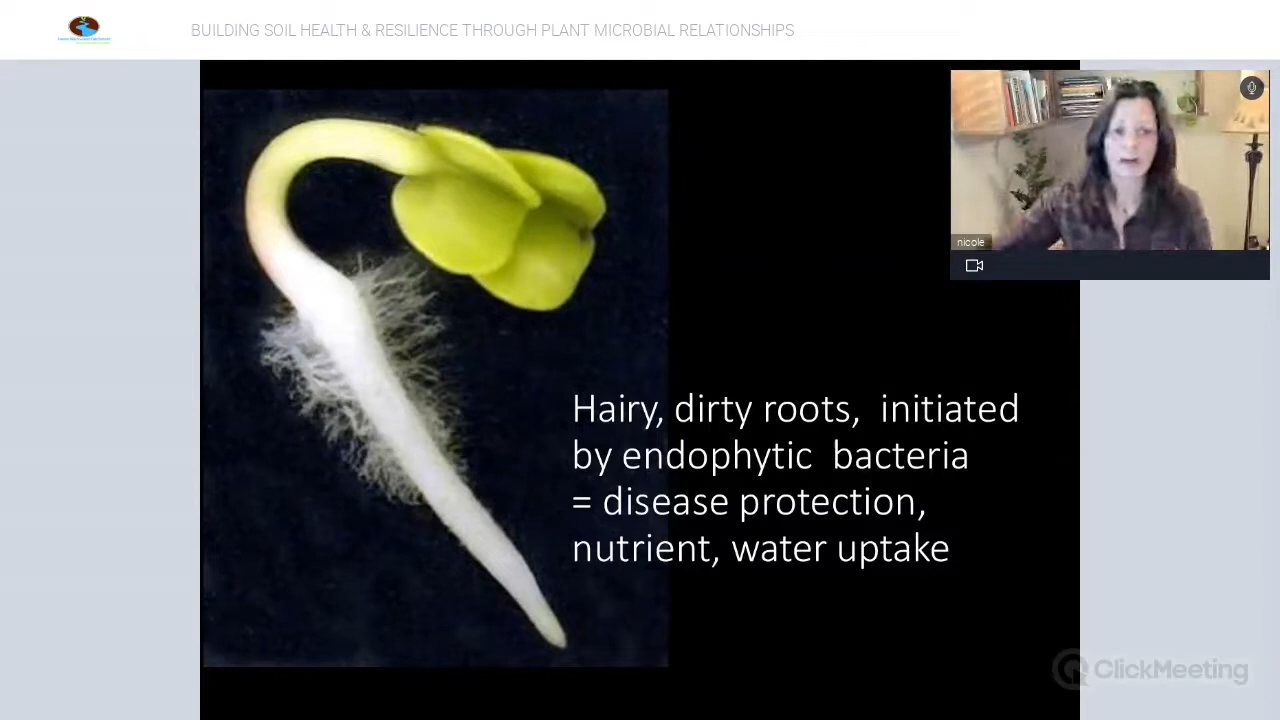 BUILDING SOIL HEALTH & RESILIENCE THROUGH PLANT MICROBIAL RELATIONSHIPS
nicole
Hairy, dirty roots,  initiated
by endophytic  bacteria
= disease protection,
nutrient, water uptake
ClickMeeting